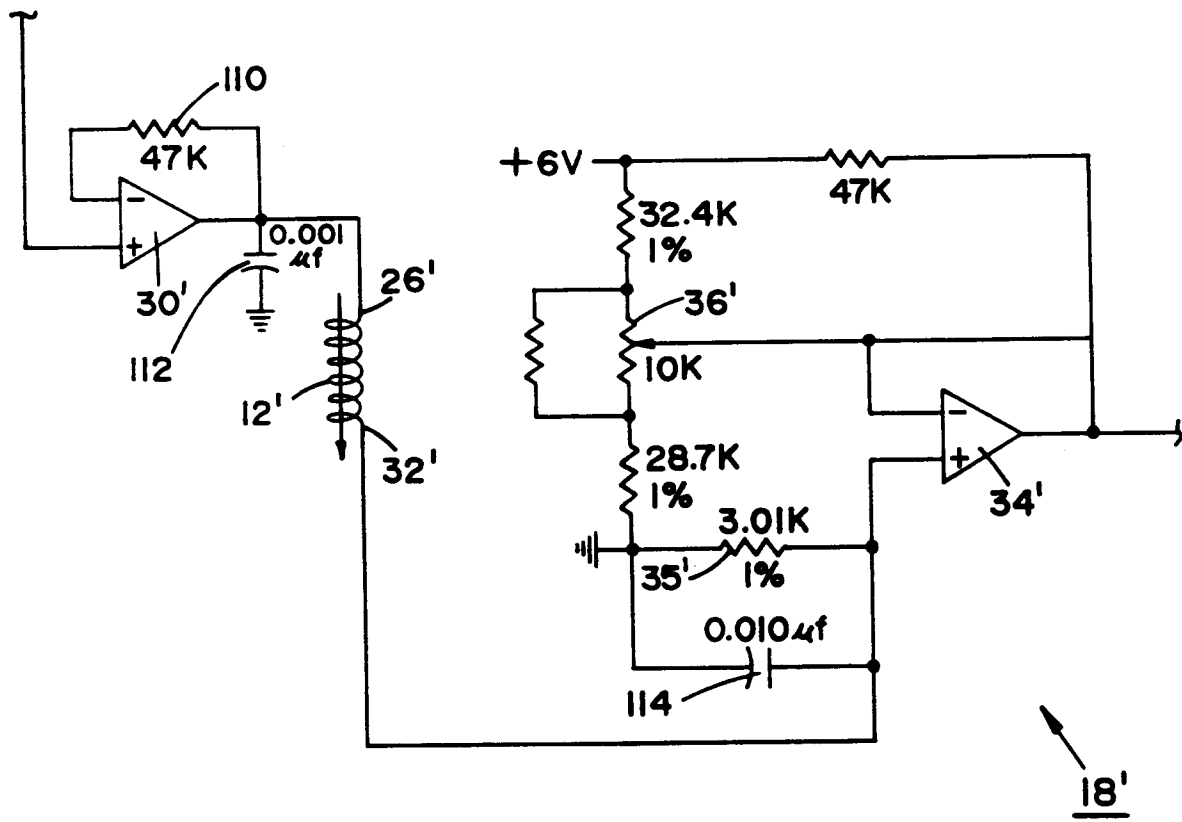 110
47K
-
+
30'
0.001
μf
112
26'
12'
32'
+6V
47K
32.4K
1%
36'
10K
28.7K
1%
-
+
34'
3.01K
35'
1%
0.010μf
114
18'